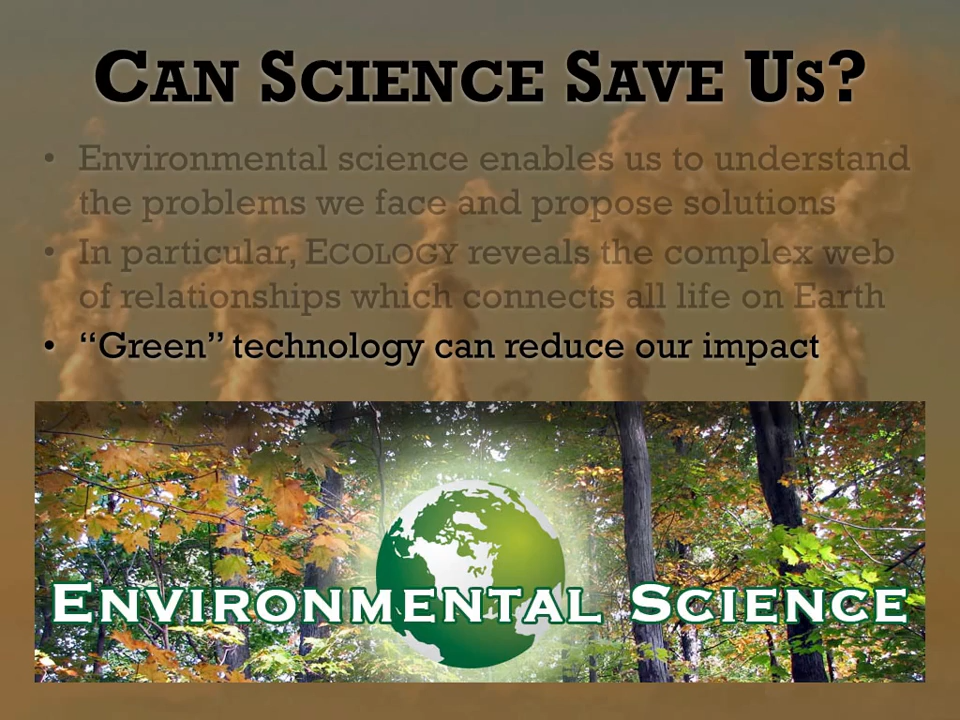 CAN SCIENCE SAVE US?
• Environmental science enables us to understand
the problems we face and propose solutions
• In particular, ECOLOGY reveals the complex web
of relationships which connects all life on Earth
• “Green” technology can reduce our impact
ENVIRONMENTAL SCIENCE